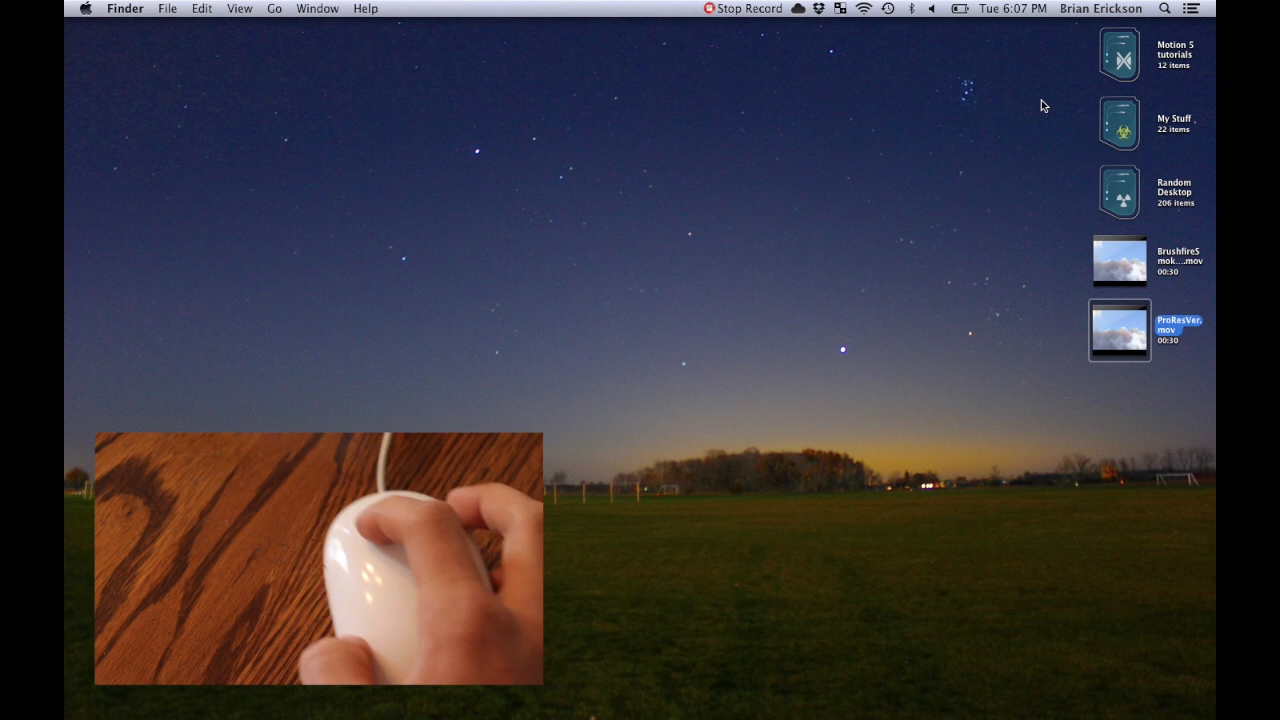 Finder File Edit View Go Window Help Stop Record Tue 6:07 PM Brian Erickson
Motion 5
tutorials
12 items
My Stuff
22 items
Random
Desktop
206 items
BrushfireS
mok....mov
00:30
ProResVer.
mov
00:30